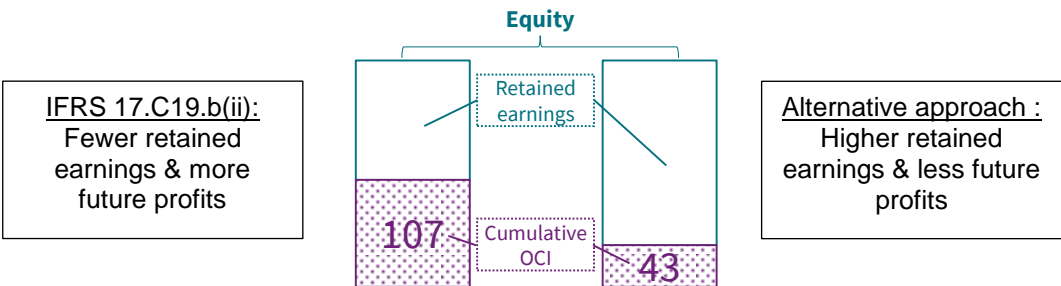 Equity
IFRS 17.C19.b(ii):
Fewer retained
earnings & more
future profits
Retained
earnings
107
Cumulative
OCI
43
Alternative approach :
Higher retained
earnings & less future
profits